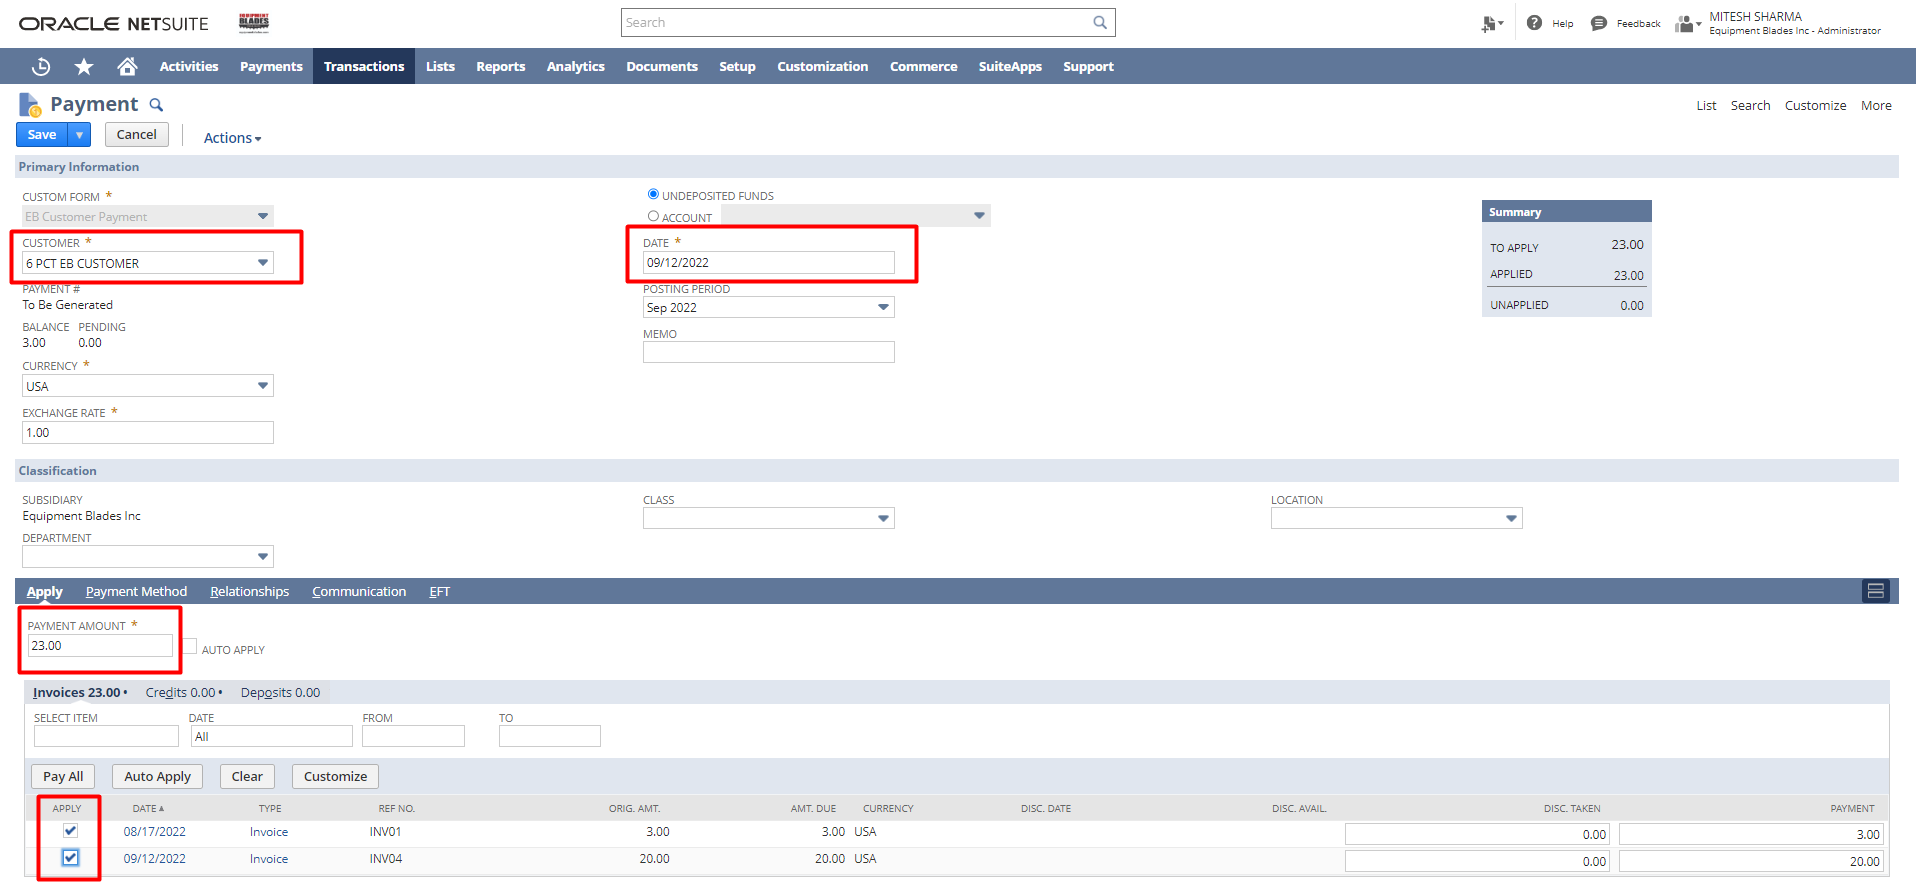 ORACLE NETSUITE
EQUIPMENT
BLADES
Search
Help
Feedback
MITESH SHARMA
Equipment Blades Inc - Administrator
Activities Payments Transactions Lists Reports Analytics Documents Setup Customization Commerce SuiteApps Support
Payment
List Search Customize More
Save Cancel Actions
Primary Information
CUSTOM FORM *
EB Customer Payment
CUSTOMER *
6 PCT EB CUSTOMER
PAYMENT #
To Be Generated
BALANCE PENDING
3.00 0.00
CURRENCY *
USA
EXCHANGE RATE *
1.00
UNDEPOSITED FUNDS
ACCOUNT
DATE *
09/12/2022
POSTING PERIOD
Sep 2022
MEMO
Summary
TO APPLY 23.00
APPLIED 23.00
UNAPPLIED 0.00
Classification
SUBSIDIARY
Equipment Blades Inc
DEPARTMENT
CLASS
LOCATION
Apply Payment Method Relationships Communication EFT
PAYMENT AMOUNT *
23.00
AUTO APPLY
Invoices 23.00 • Credits 0.00 • Deposits 0.00
SELECT ITEM DATE FROM TO
All
Pay All Auto Apply Clear Customize
APPLY DATE ▲ TYPE REF NO. ORIG. AMT. AMT. DUE CURRENCY DISC. DATE DISC. AVAIL. DISC. TAKEN PAYMENT
08/17/2022 Invoice INV01 3.00 3.00 USA 0.00 3.00
09/12/2022 Invoice INV04 20.00 20.00 USA 0.00 20.00